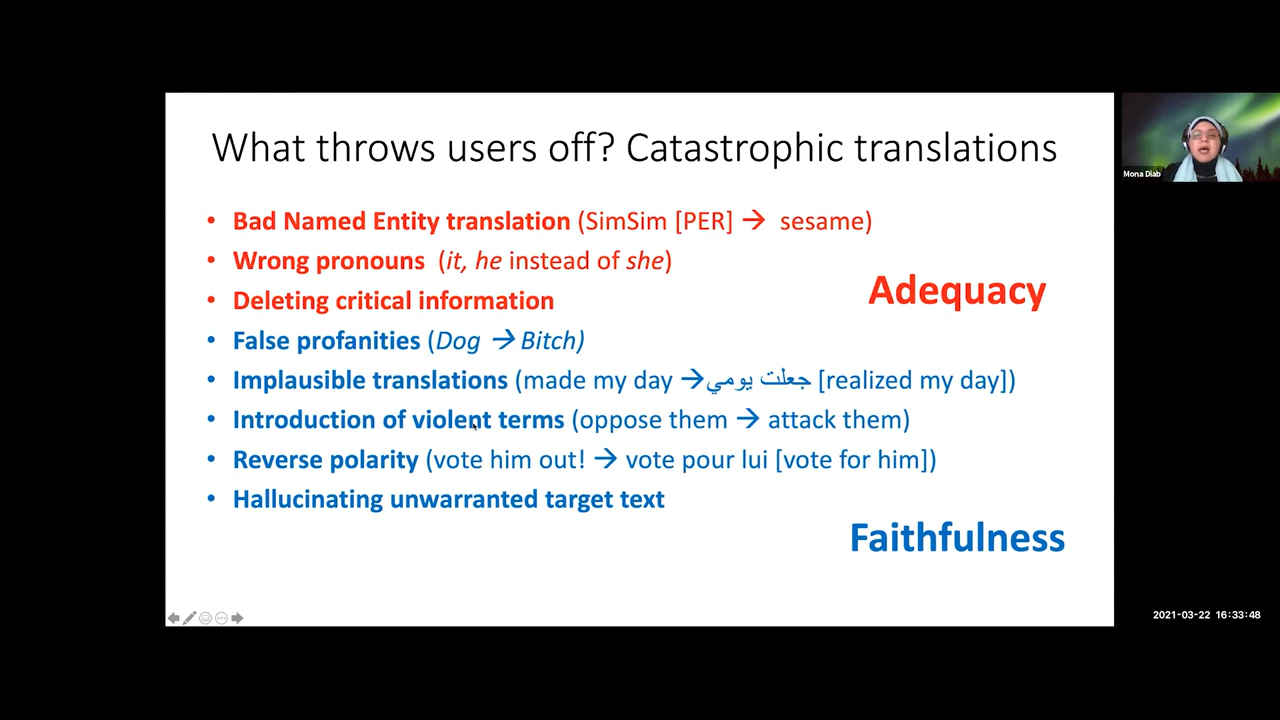 What throws users off? Catastrophic translations
• Bad Named Entity translation (SimSim [PER] → sesame)
• Wrong pronouns (it, he instead of she)
• Deleting critical information
Adequacy
• False profanities (Dog → Bitch)
• Implausible translations (made my day → جعلت يومي [realized my day])
• Introduction of violent terms (oppose them → attack them)
• Reverse polarity (vote him out! → vote pour lui [vote for him])
• Hallucinating unwarranted target text
Faithfulness
Mona Diab
2021-03-22 16:33:48